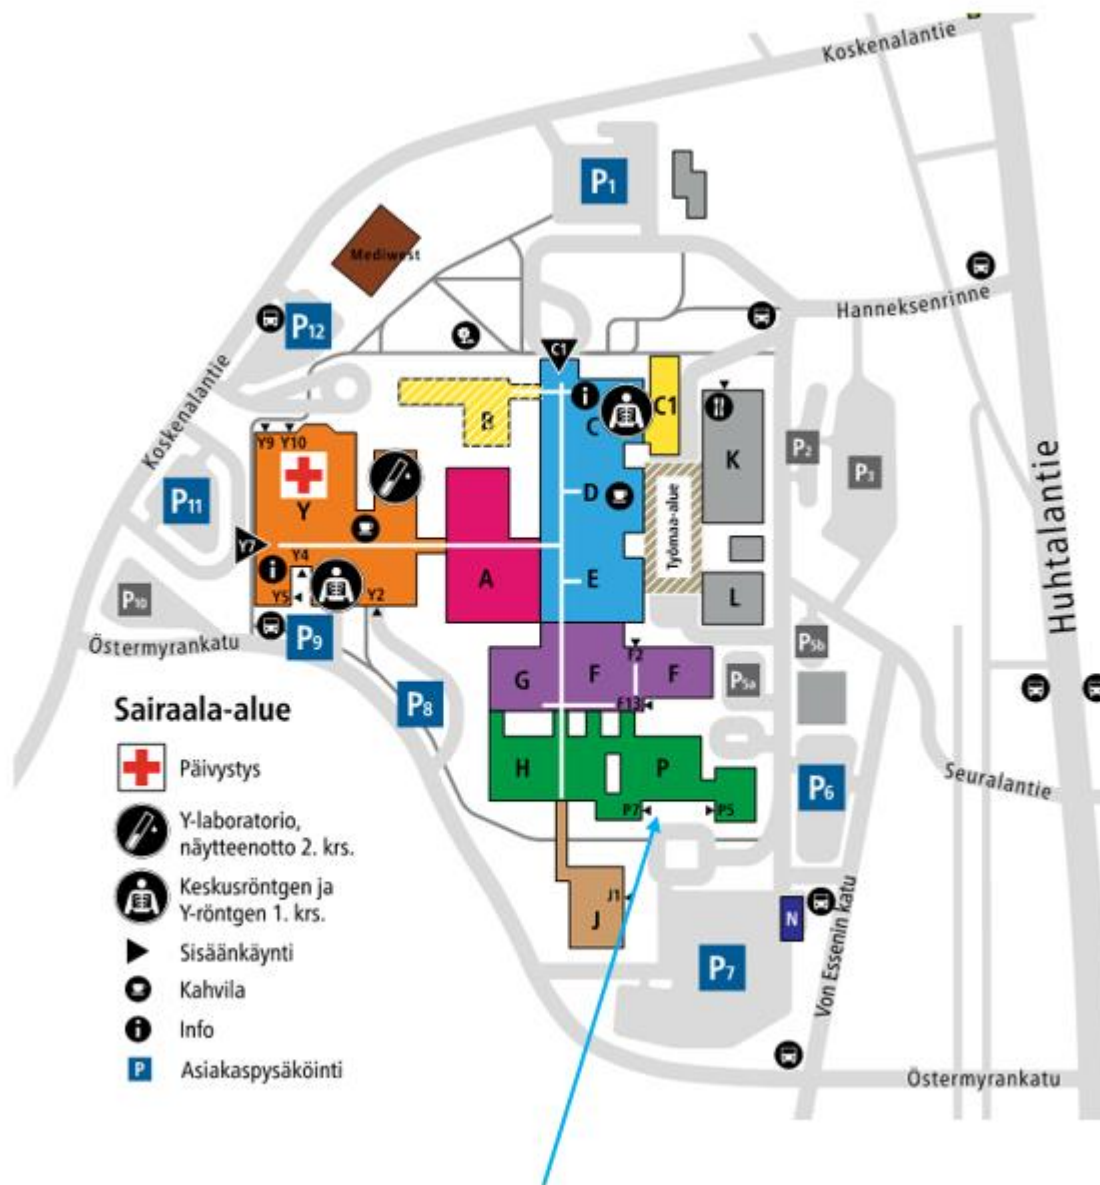 Koskenalantie
P1
Mediwest
Hanneksenrinne
P12
C1
Koskenalantie
B
C
C1
K
Y9
Y10
Y
P2
P3
D
P11
Työmaa-alue
Huhtalantie
Y7
Y4
A
E
Y5
Y2
L
P10
P9
P5b
Östermyrankatu
F2
G
F
F
P5a
F13
P8
Sairaala-alue
Päivystys
H
P
P6
Seuralantie
P7
P5
Y-laboratorio,
näytteenotto 2. krs.
Keskusröntgen ja
Y-röntgen 1. krs.
J1
J
N
Sisäänkäynti
P7
Von Essenin katu
Kahvila
Info
P
Asiakaspysäköinti
Östermyrankatu